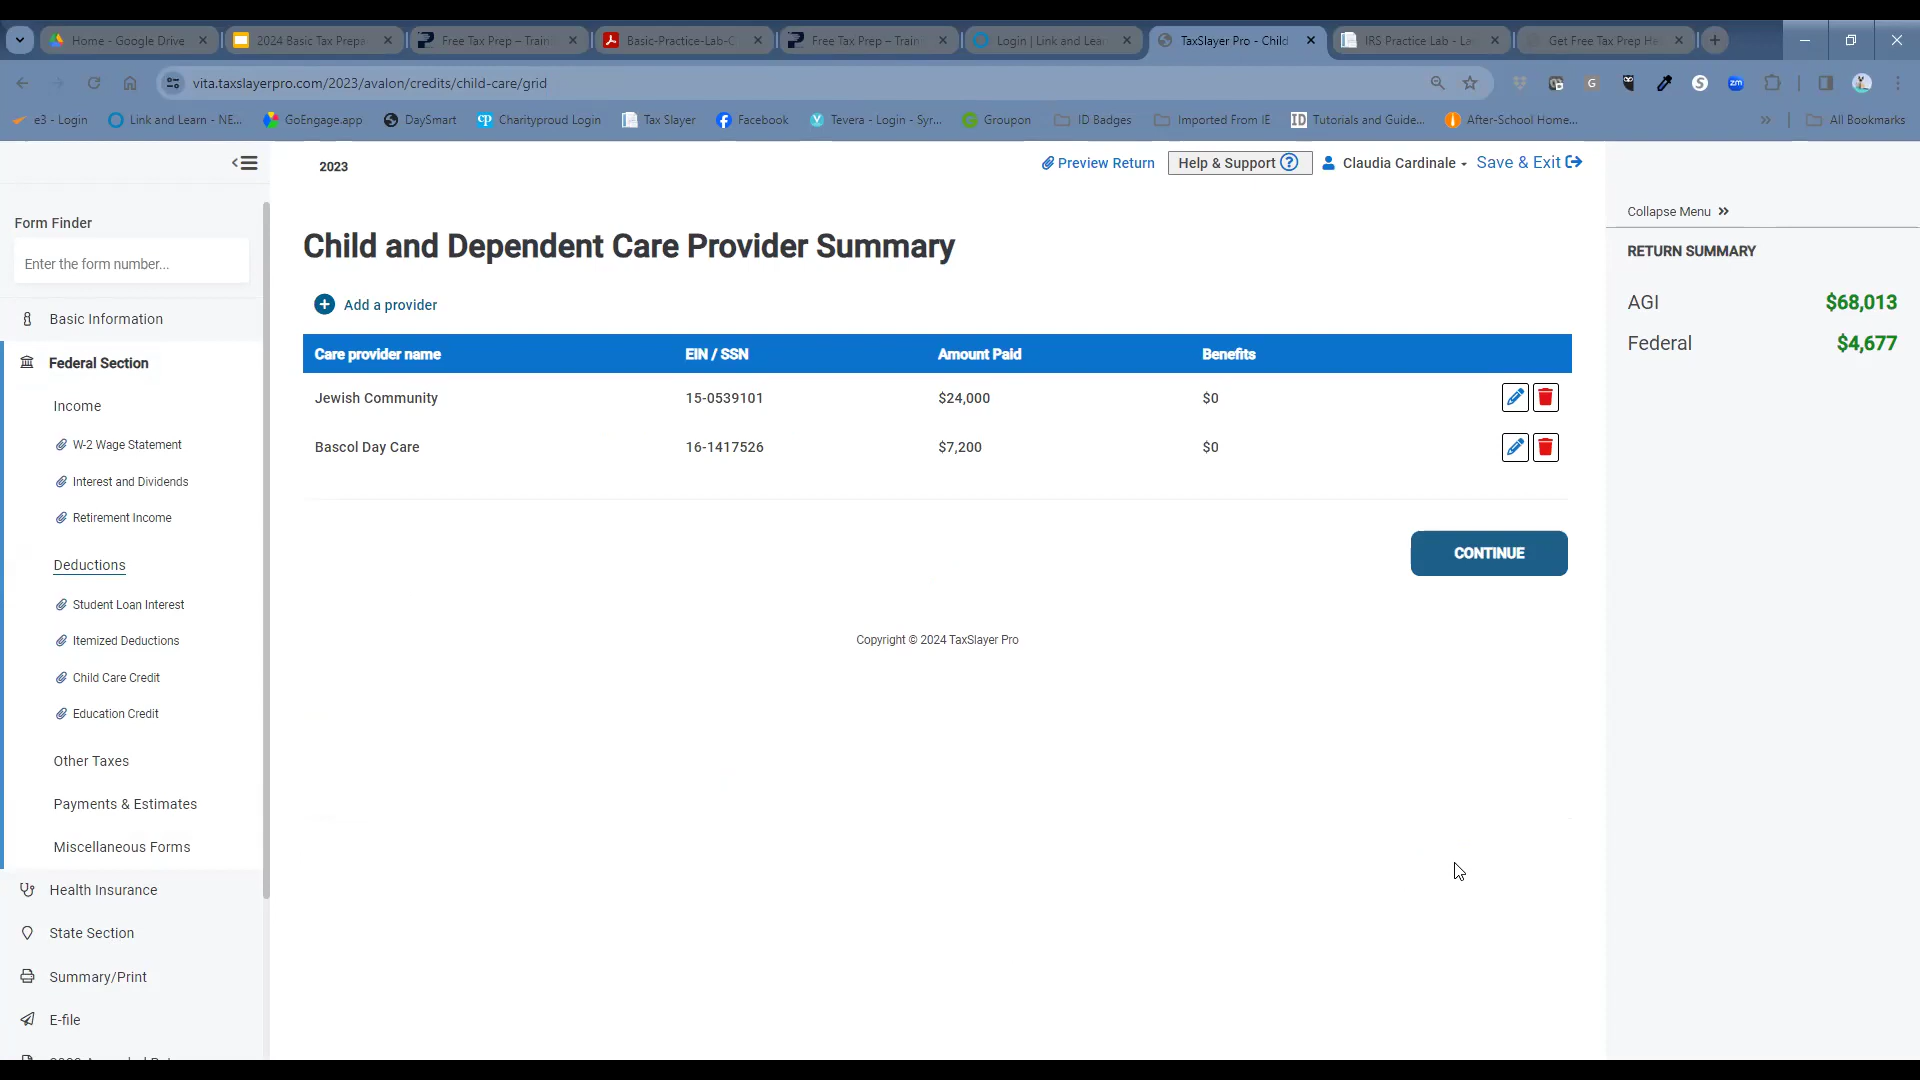 Home - Google Drive
2024 Basic Tax Prepa
Free Tax Prep – Train
Basic-Practice-Lab-C
Free Tax Prep – Train
Login | Link and Lea
TaxSlayer Pro - Child
IRS Practice Lab - La
Get Free Tax Prep He
vita.taxslayerpro.com/2023/avalon/credits/child-care/grid
e3 - Login
Link and Learn - NE...
GoEngage.app
DaySmart
Charityproud Login
Tax Slayer
Facebook
Tevera - Login - Syr...
Groupon
ID Badges
Imported From IE
Tutorials and Guide...
After-School Home...
All Bookmarks
2023
Preview Return
Help & Support
Claudia Cardinale
Save & Exit
Form Finder
Enter the form number...
Basic Information
Federal Section
Income
W-2 Wage Statement
Interest and Dividends
Retirement Income
Deductions
Student Loan Interest
Itemized Deductions
Child Care Credit
Education Credit
Other Taxes
Payments & Estimates
Miscellaneous Forms
Health Insurance
State Section
Summary/Print
E-file
Child and Dependent Care Provider Summary
Add a provider
Care provider name EIN / SSN Amount Paid Benefits
Jewish Community 15-0539101 $24,000 $0
Bascol Day Care 16-1417526 $7,200 $0
CONTINUE
Copyright © 2024 TaxSlayer Pro
Collapse Menu
RETURN SUMMARY
AGI $68,013
Federal $4,677